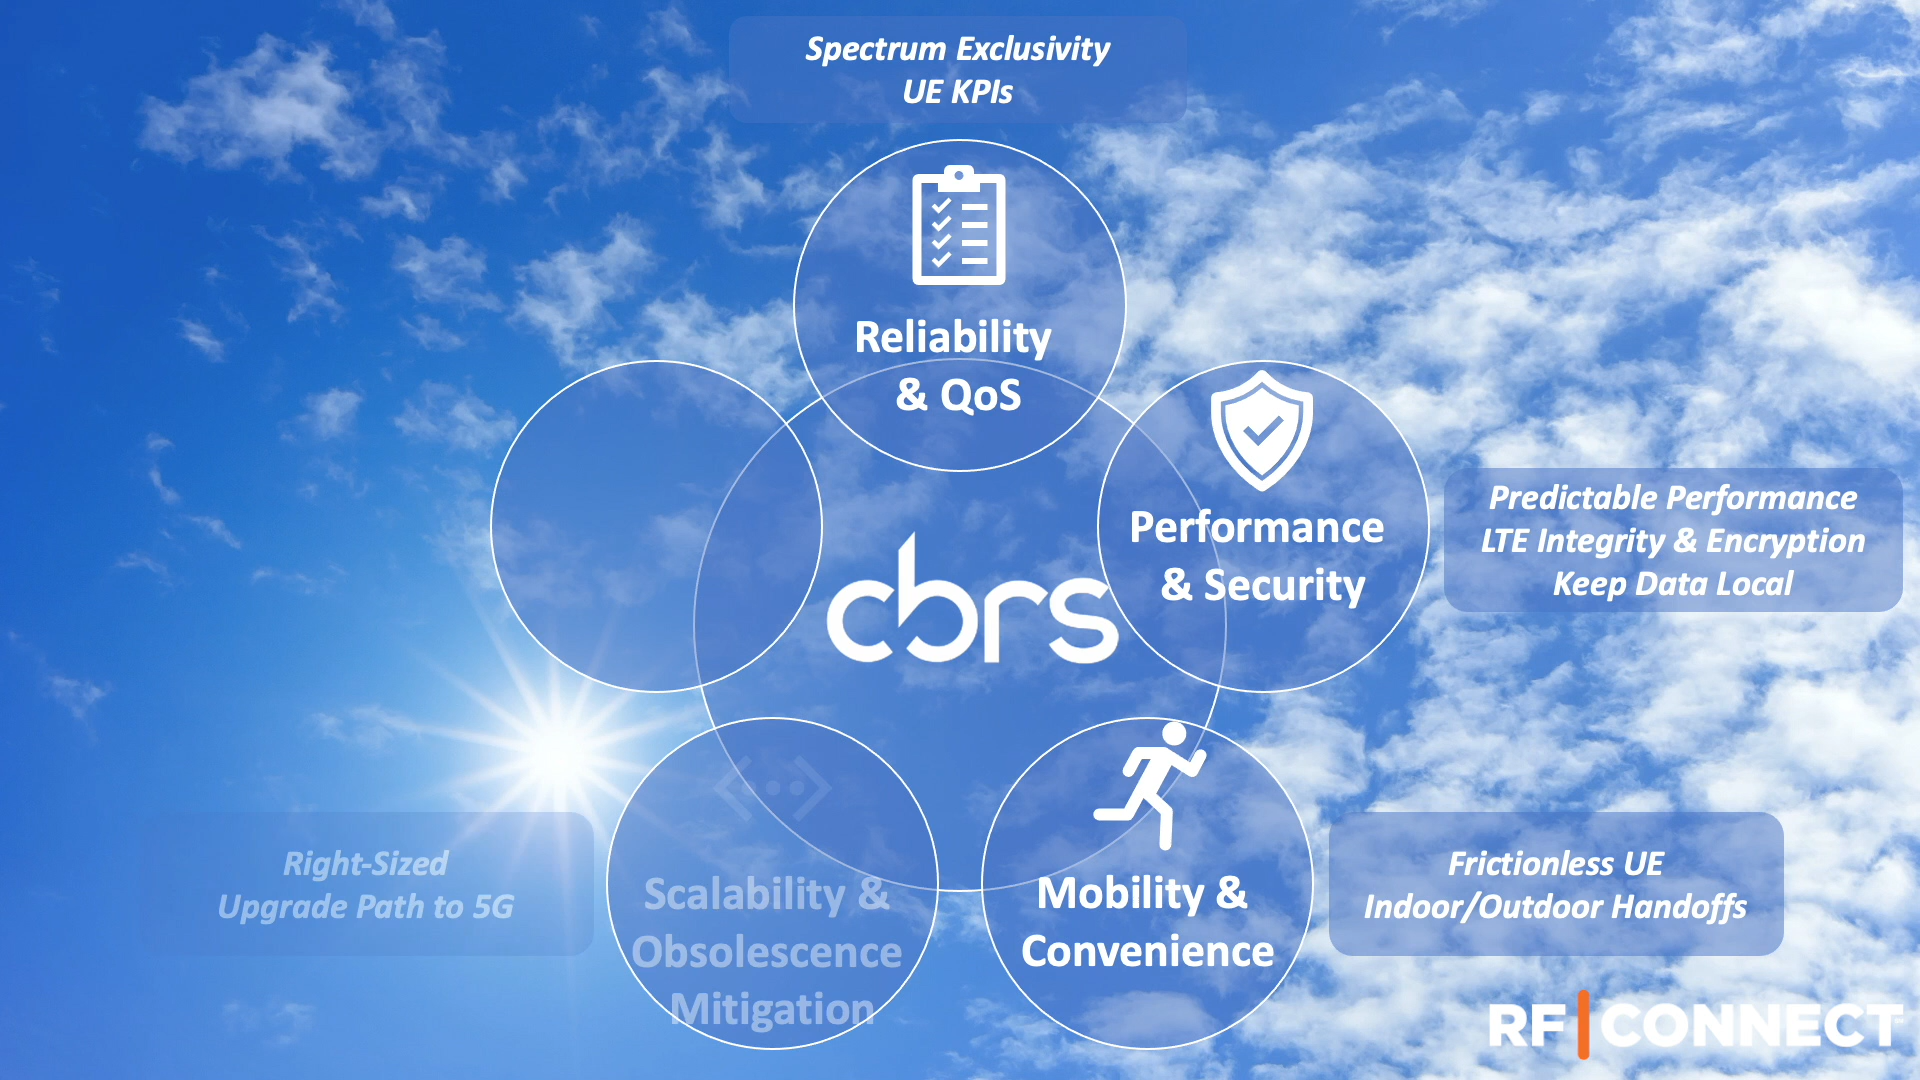 Spectrum Exclusivity
UE KPIs
Reliability
& QoS
Performance
& Security
Predictable Performance
LTE Integrity & Encryption
Keep Data Local
cbrs
Right-Sized
Upgrade Path to 5G
Scalability &
Obsolescence
Mitigation
Mobility &
Convenience
Frictionless UE
Indoor/Outdoor Handoffs
RF|CONNECT